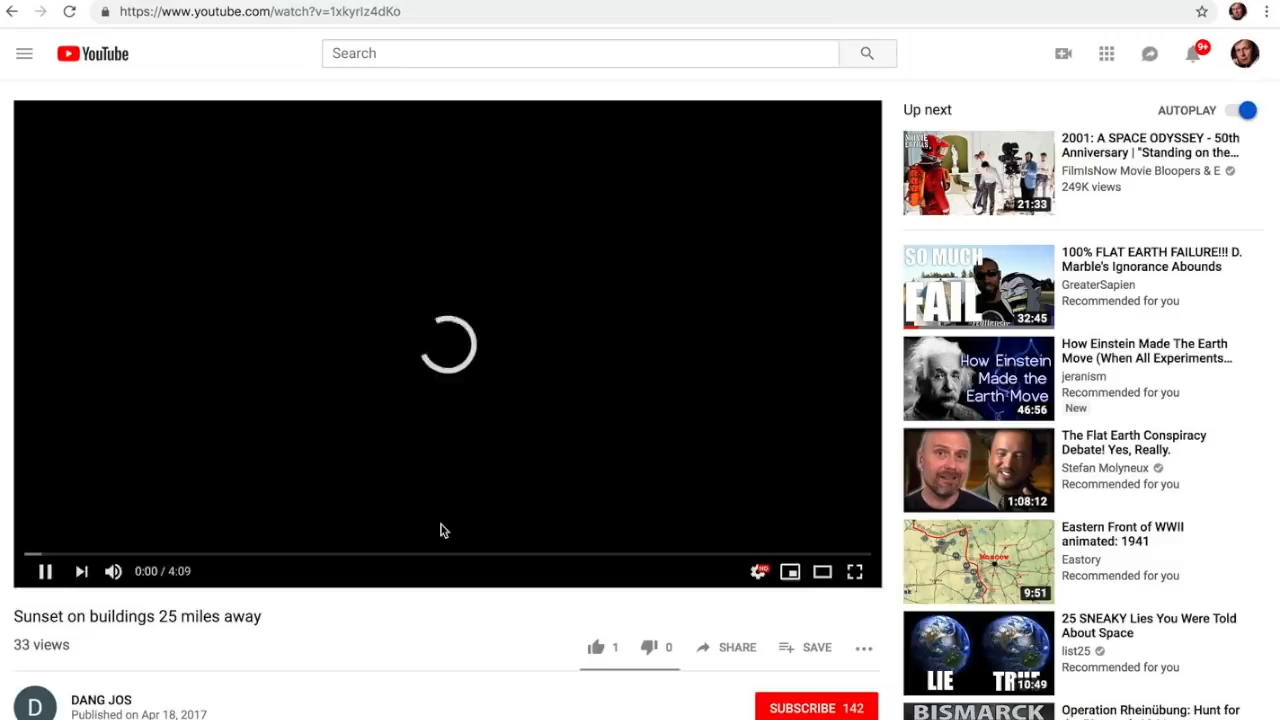 https://www.youtube.com/watch?v=1xkyrIz4dKo
YouTube
Search
9+
Up next
AUTOPLAY
2001: A SPACE ODYSSEY - 50th
Anniversary | "Standing on the...
FilmIsNow Movie Bloopers & E
249K views
21:33
SO MUCH
FAIL
32:45
100% FLAT EARTH FAILURE!!! D.
Marble's Ignorance Abounds
GreaterSapien
Recommended for you
How Einstein
Made the
Earth Move
46:56
How Einstein Made The Earth
Move (When All Experiments...
jeranism
Recommended for you
New
1:08:12
The Flat Earth Conspiracy
Debate! Yes, Really.
Stefan Molyneux
Recommended for you
Moscow
9:51
Eastern Front of WWII
animated: 1941
Eastory
Recommended for you
LIE
10:49
25 SNEAKY Lies You Were Told
About Space
list25
Recommended for you
BISMARCK
Operation Rheinübung: Hunt for
0:00 / 4:09
HD
Sunset on buildings 25 miles away
33 views
1
0
SHARE
SAVE
D
DANG JOS
Published on Apr 18, 2017
SUBSCRIBE 142